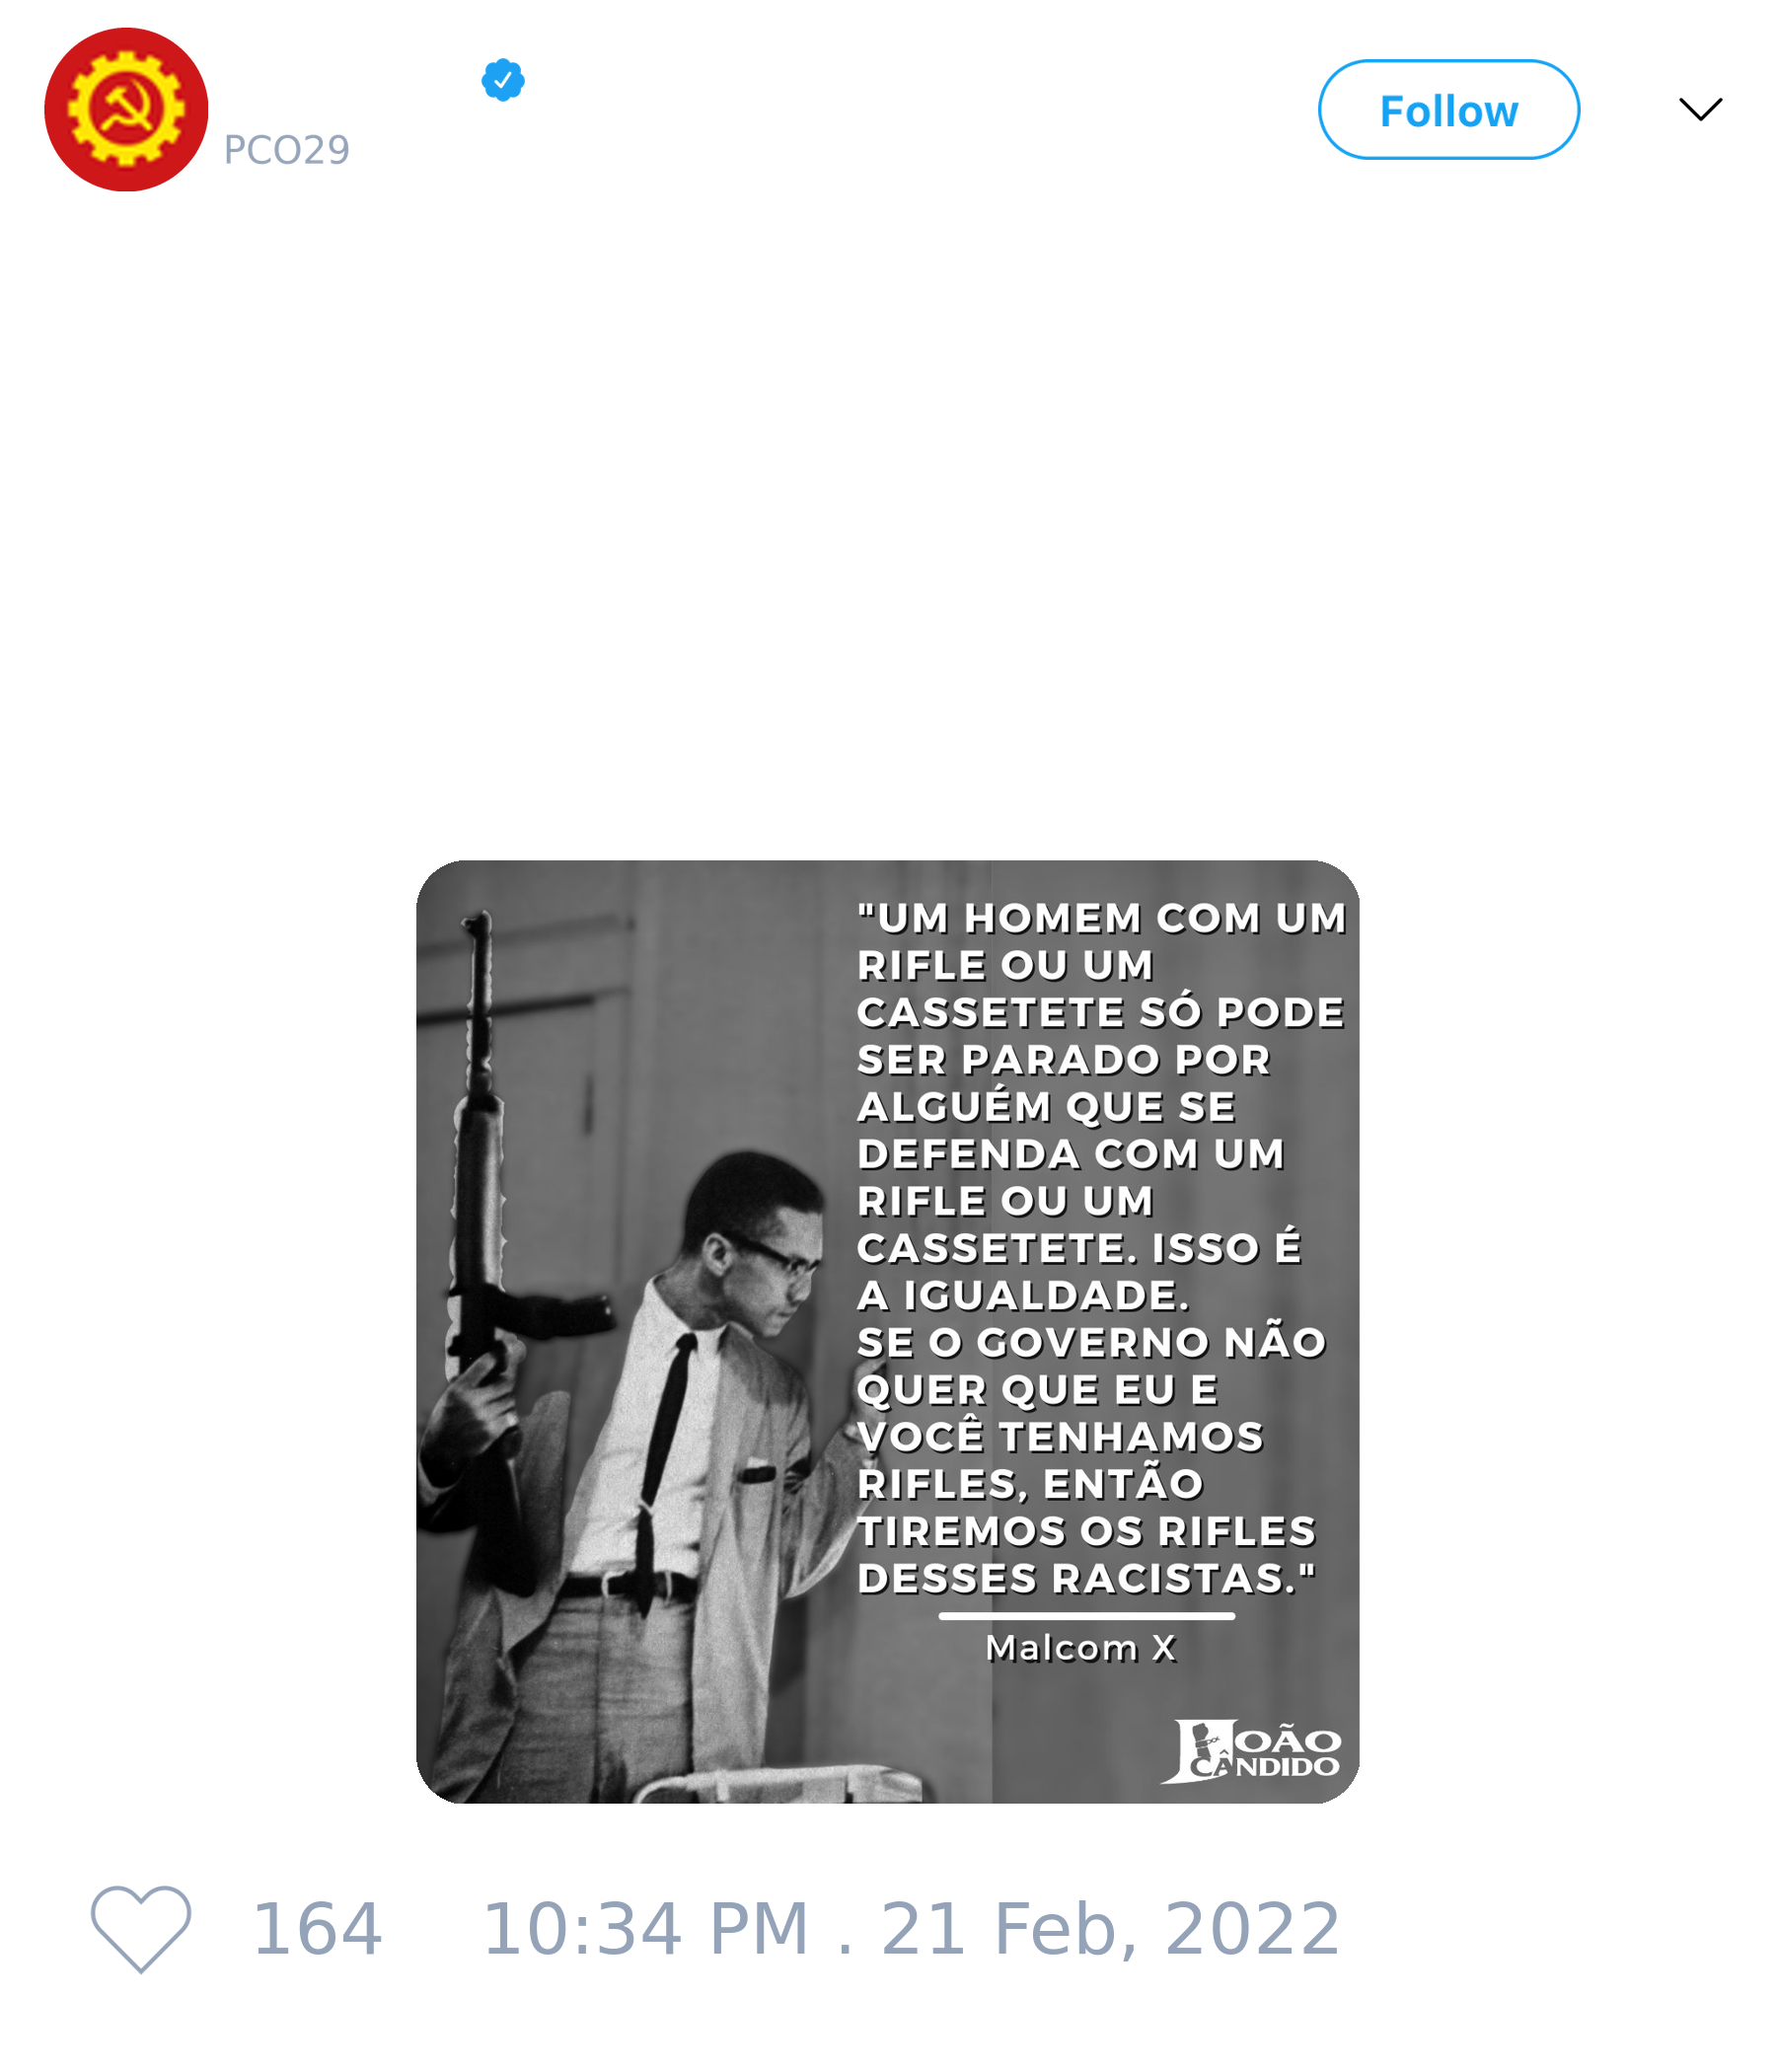 PCO29
Follow
"UM HOMEM COM UM
RIFLE OU UM
CASSETETE SÓ PODE
SER PARADO POR
ALGUÉM QUE SE
DEFENDA COM UM
RIFLE OU UM
CASSETETE. ISSO É
A IGUALDADE.
SE O GOVERNO NÃO
QUER QUE EU E
VOCÊ TENHAMOS
RIFLES, ENTÃO
TIREMOS OS RIFLES
DESSES RACISTAS."
Malcom X
JOÃO
CÂNDIDO
164 10:34 PM . 21 Feb, 2022